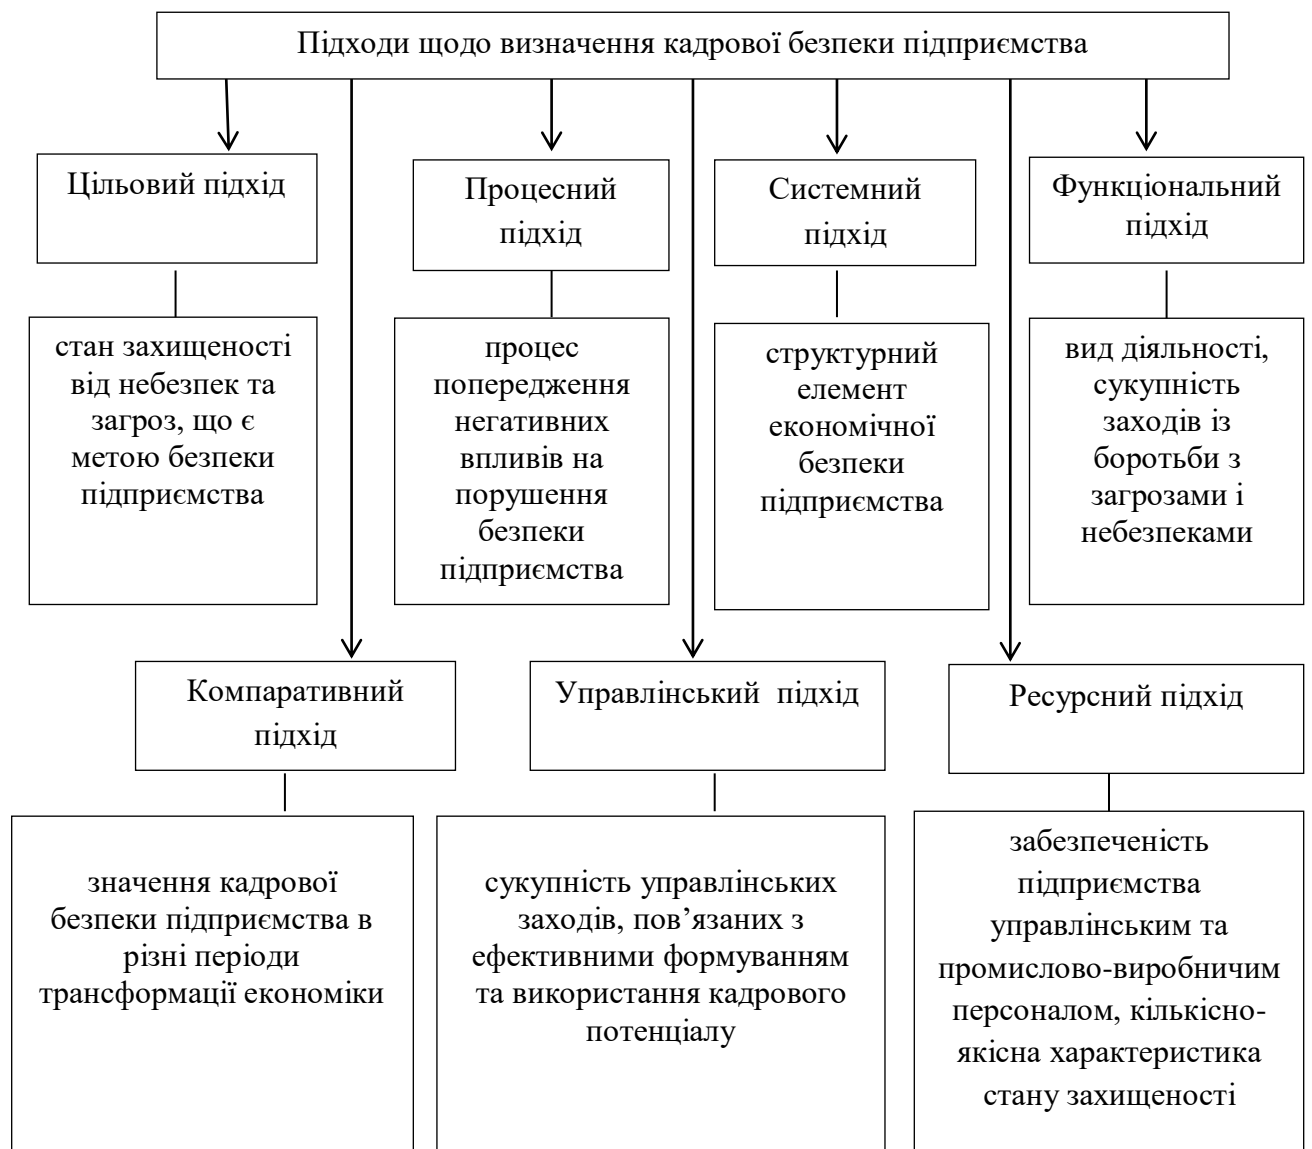 Підходи щодо визначення кадрової безпеки підприємства
Цільовий підхід
Процесний
підхід
Системний
підхід
Функціональний
підхід
стан захищеності
від небезпек та
загроз, що є
метою безпеки
підприємства
процес
попередження
негативних
впливів на
порушення
безпеки
підприємства
структурний
елемент
економічної
безпеки
підприємства
вид діяльності,
сукупність
заходів із
боротьби з
загрозами і
небезпеками
Компаративний
підхід
Управлінський  підхід
Ресурсний підхід
значення кадрової
безпеки підприємства в
різні періоди
трансформації економіки
сукупність управлінських
заходів, пов’язаних з
ефективними формуванням
та використання кадрового
потенціалу
забезпеченість
підприємства
управлінським та
промислово-виробничим
персоналом, кількісно-
якісна характеристика
стану захищеності